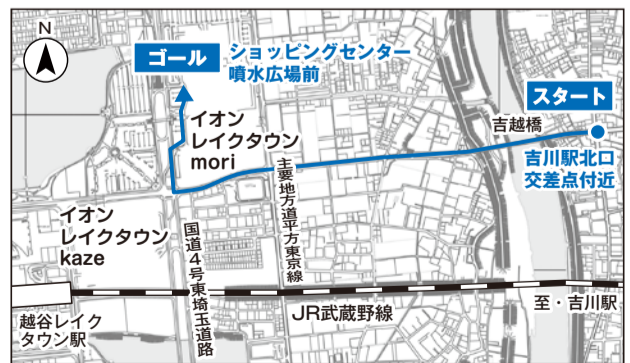 N
ゴール
ショッピングセンター
噴水広場前
スタート
吉越橋
吉川駅北口
交差点付近
イオン
レイクタウン
mori
主要地方道平方東京線
イオン
レイクタウン
kaze
国道4号東埼玉道路
JR武蔵野線
至・吉川駅
越谷レイク
タウン駅